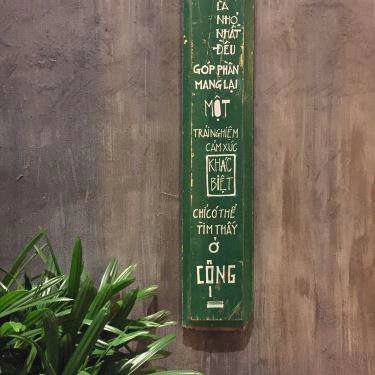 LÀ
NHỎ
NHẤT
ĐỀU
GÓP PHẦN
MANG LẠI
MỘT
TRẢI NGHIỆM
CẢM XÚC
KHÁC
BIỆT
CHỈ CÓ THỂ
TÌM THẤY
Ở
CỘNG